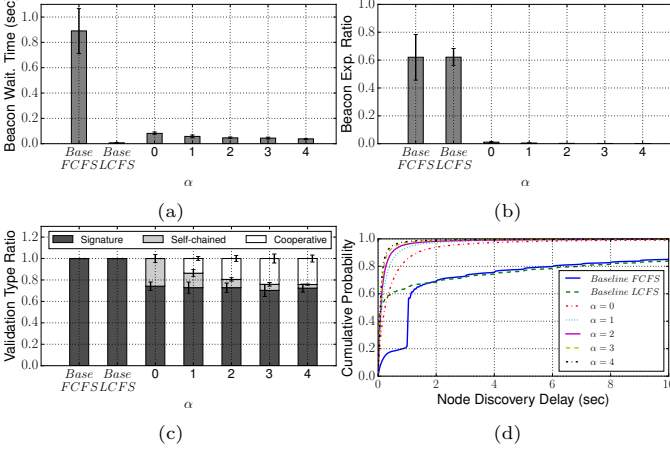 Beacon Wait. Time (sec)
1.0
0.8
0.6
0.4
0.2
0.0
Base FCFS
Base LCFS
0 1 2 3 4
α
(a)
Beacon Exp. Ratio
1.0
0.8
0.6
0.4
0.2
0.0
Base FCFS
Base LCFS
0 1 2 3 4
α
(b)
Validation Type Ratio
Signature Self-chained Cooperative
1.2
1.0
0.8
0.6
0.4
0.2
0.0
Base FCFS
Base LCFS
0 1 2 3 4
α
(c)
Cumulative Probability
1.0
0.8
0.6
0.4
0.2
0.0
Baseline FCFS
Baseline LCFS
α = 0
α = 1
α = 2
α = 3
α = 4
0 2 4 6 8 10
Node Discovery Delay (sec)
(d)